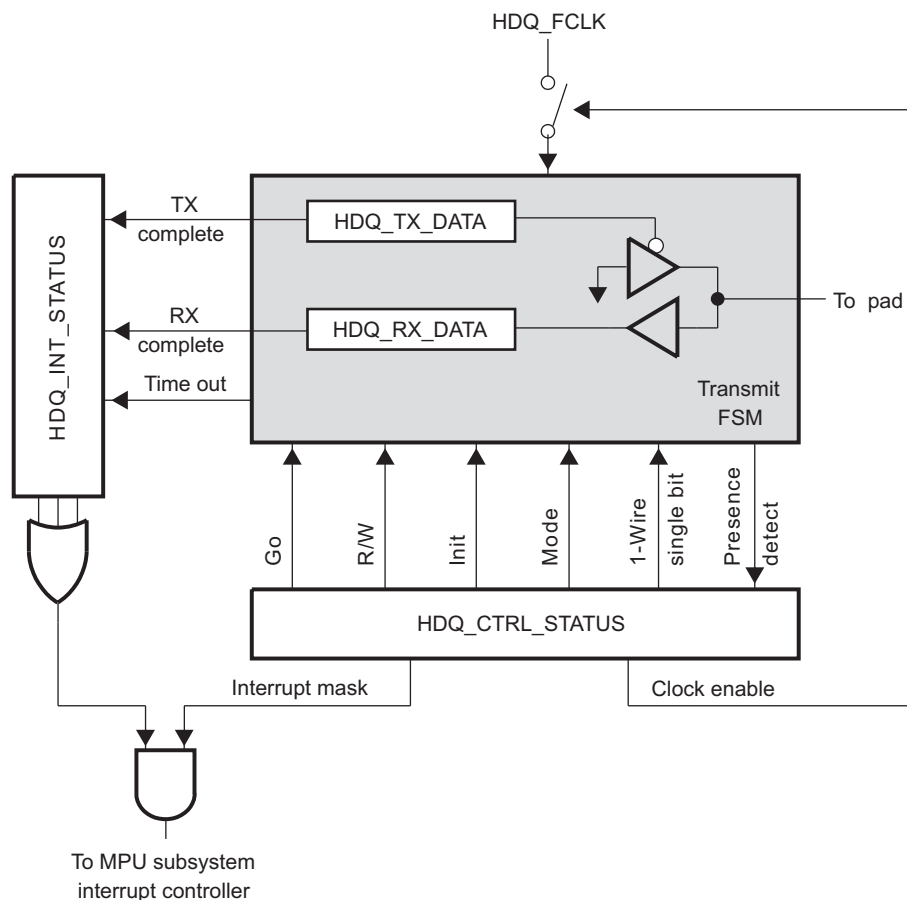 HDQ_FCLK
TX
complete
HDQ_TX_DATA
HDQ_INT_STATUS
RX
complete
HDQ_RX_DATA
To pad
Time out
Transmit
FSM
Go
R/W
Init
Mode
1-Wire
single bit
Presence
detect
HDQ_CTRL_STATUS
Interrupt mask
Clock enable
To MPU subsystem
interrupt controller